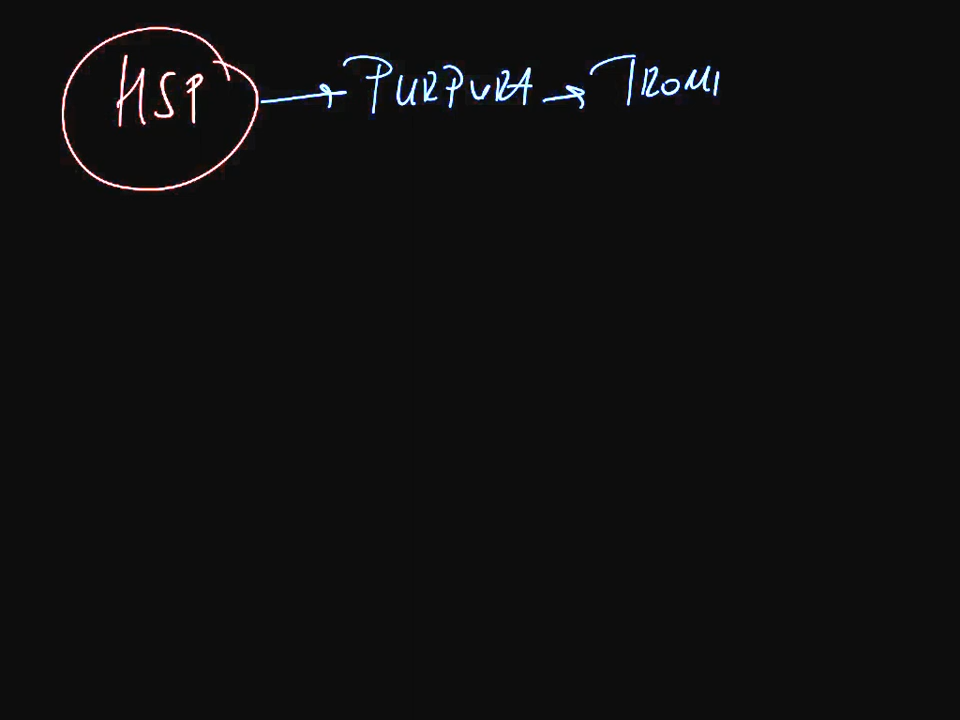 HSP → PURPURA → TROMI